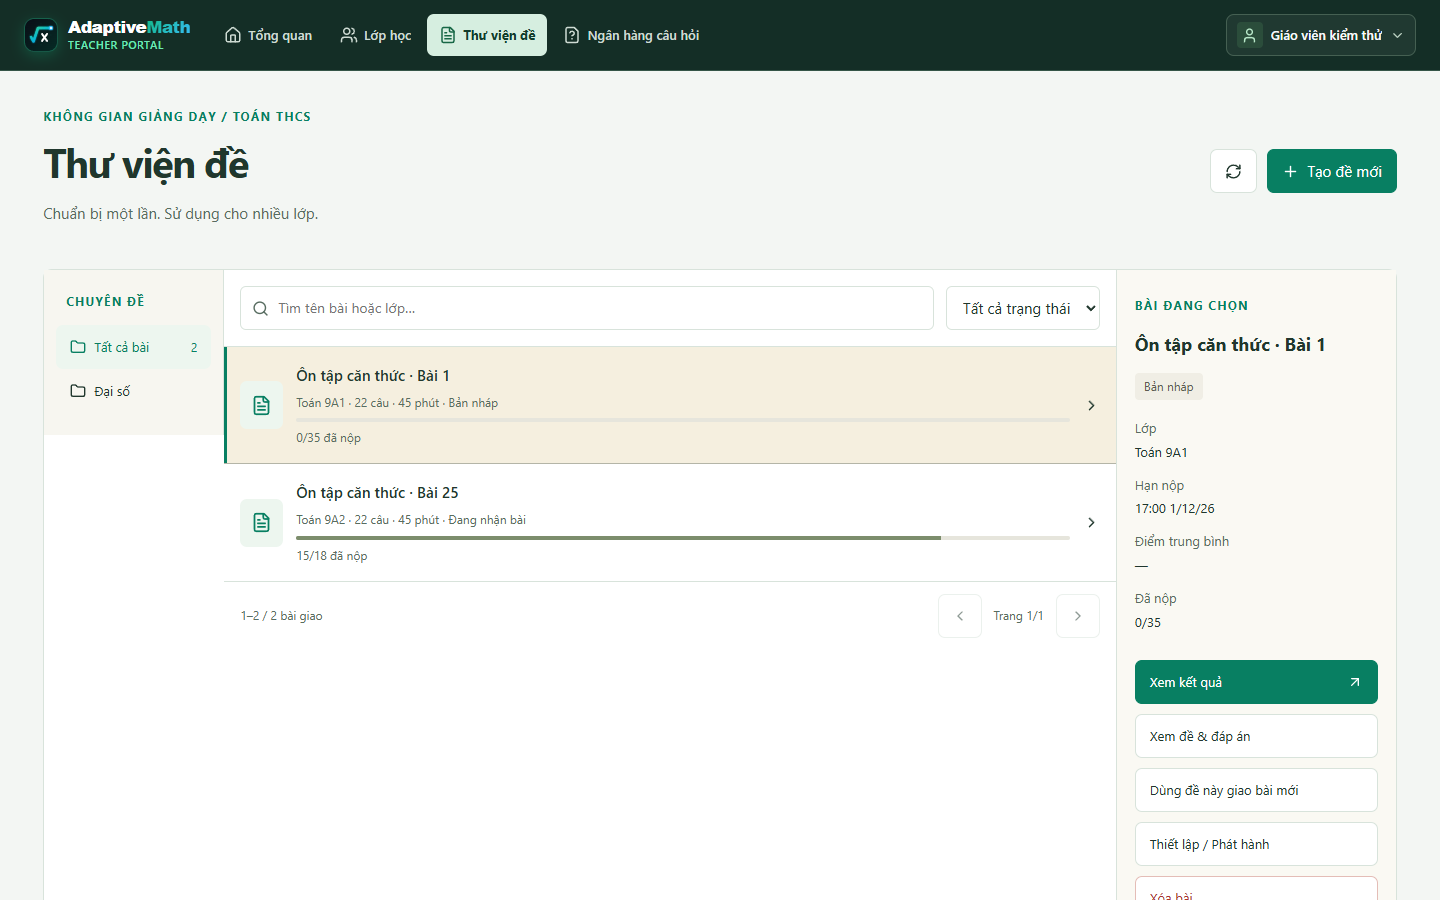 AdaptiveMath
TEACHER PORTAL
Tổng quan
Lớp học
Thư viện đề
Ngân hàng câu hỏi
Giáo viên kiểm thử
KHÔNG GIAN GIẢNG DẠY / TOÁN THCS
Thư viện đề
Chuẩn bị một lần. Sử dụng cho nhiều lớp.
Tạo đề mới
CHUYÊN ĐỀ
Tất cả bài 2
Đại số
Tìm tên bài hoặc lớp...
Tất cả trạng thái
Ôn tập căn thức · Bài 1
Toán 9A1 · 22 câu · 45 phút · Bản nháp
0/35 đã nộp
Ôn tập căn thức · Bài 25
Toán 9A2 · 22 câu · 45 phút · Đang nhận bài
15/18 đã nộp
1–2 / 2 bài giao
Trang 1/1
BÀI ĐANG CHỌN
Ôn tập căn thức · Bài 1
Bản nháp
Lớp
Toán 9A1
Hạn nộp
17:00 1/12/26
Điểm trung bình
—
Đã nộp
0/35
Xem kết quả
Xem đề & đáp án
Dùng đề này giao bài mới
Thiết lập / Phát hành
Xóa bài